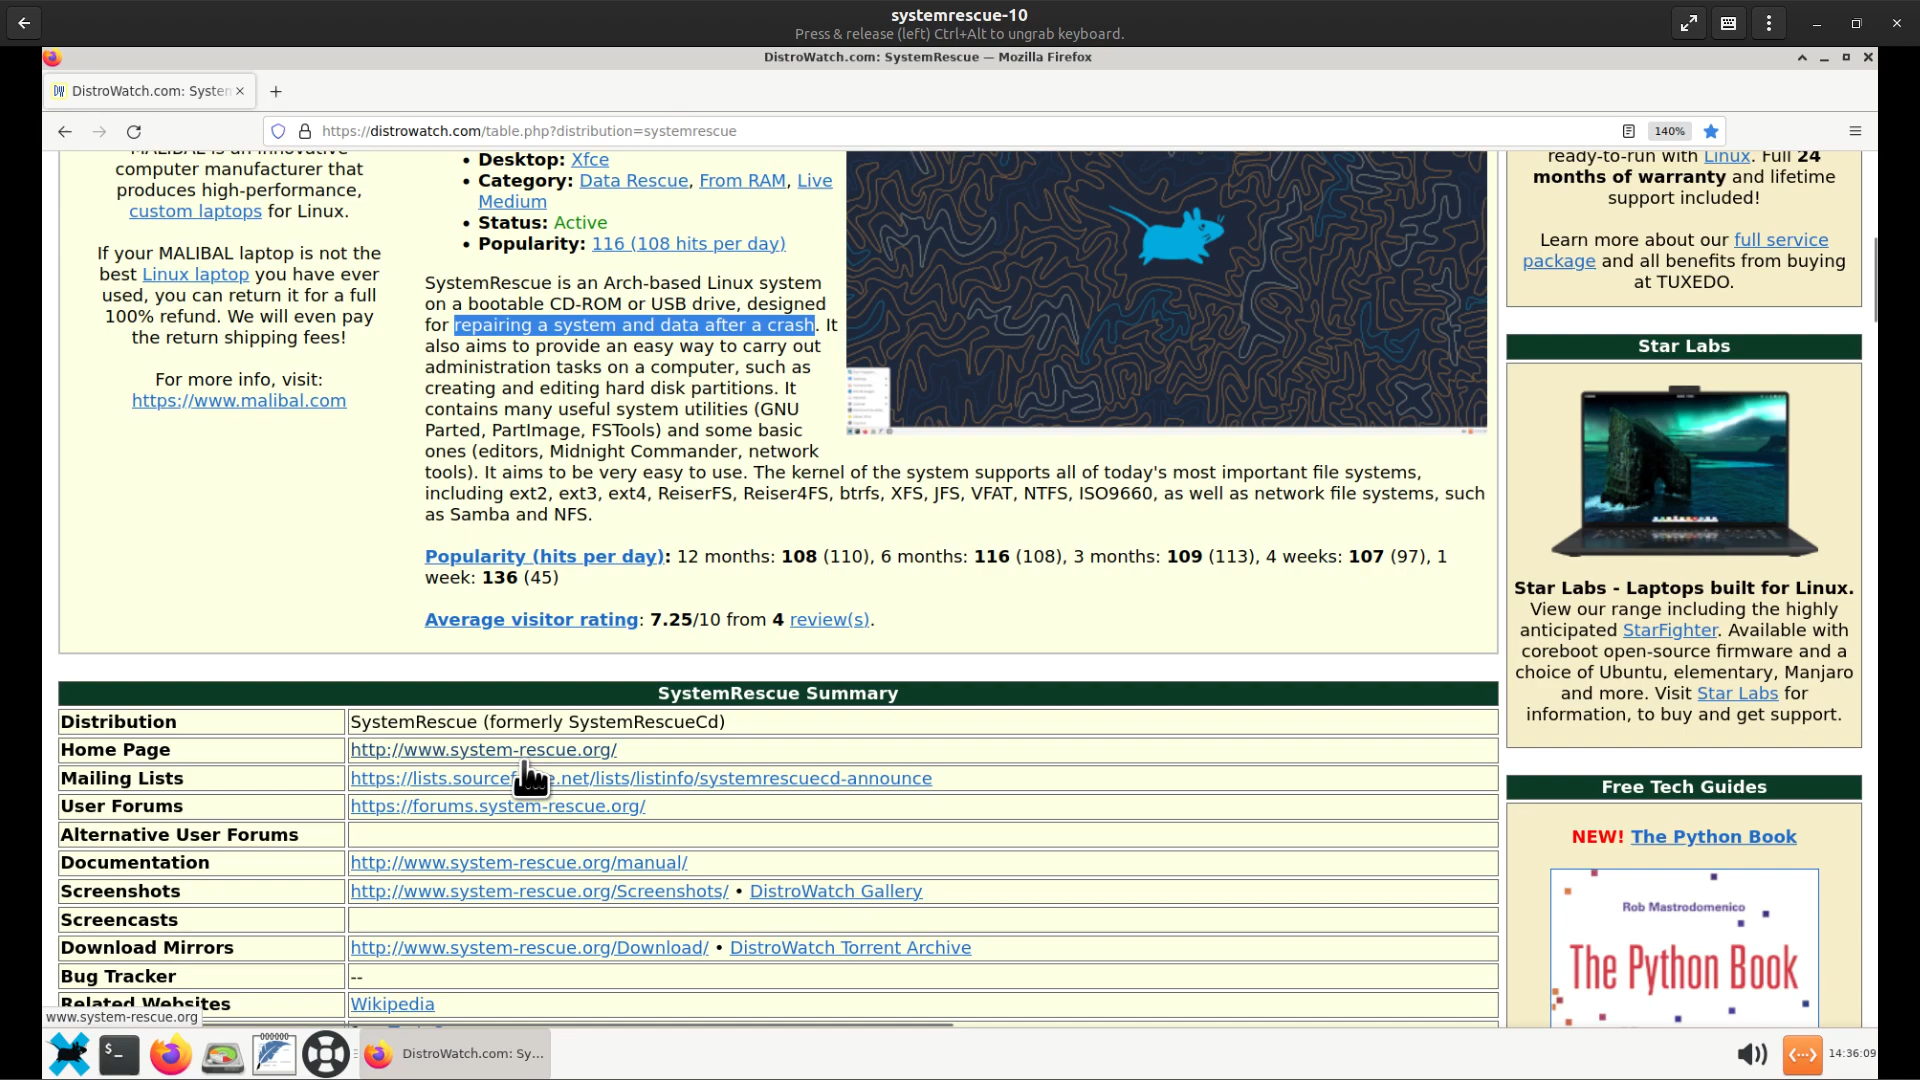 systemrescue-10
Press & release (left) Ctrl+Alt to ungrab keyboard.
DistroWatch.com: SystemRescue — Mozilla Firefox
DistroWatch.com: System
https://distrowatch.com/table.php?distribution=systemrescue
140%
MALIBAL is an innovative
computer manufacturer that
produces high-performance,
custom laptops for Linux.
If your MALIBAL laptop is not the
best Linux laptop you have ever
used, you can return it for a full
100% refund. We will even pay
the return shipping fees!
For more info, visit:
https://www.malibal.com
• Desktop: Xfce
• Category: Data Rescue, From RAM, Live
Medium
• Status: Active
• Popularity: 116 (108 hits per day)
SystemRescue is an Arch-based Linux system
on a bootable CD-ROM or USB drive, designed
for repairing a system and data after a crash. It
also aims to provide an easy way to carry out
administration tasks on a computer, such as
creating and editing hard disk partitions. It
contains many useful system utilities (GNU
Parted, PartImage, FSTools) and some basic
ones (editors, Midnight Commander, network
tools). It aims to be very easy to use. The kernel of the system supports all of today's most important file systems,
including ext2, ext3, ext4, ReiserFS, Reiser4FS, btrfs, XFS, JFS, VFAT, NTFS, ISO9660, as well as network file systems, such
as Samba and NFS.
Popularity (hits per day): 12 months: 108 (110), 6 months: 116 (108), 3 months: 109 (113), 4 weeks: 107 (97), 1
week: 136 (45)
Average visitor rating: 7.25/10 from 4 review(s).
SystemRescue Summary
Distribution SystemRescue (formerly SystemRescueCd)
Home Page http://www.system-rescue.org/
Mailing Lists https://lists.sourcef e.net/lists/listinfo/systemrescuecd-announce
User Forums https://forums.system-rescue.org/
Alternative User Forums
Documentation http://www.system-rescue.org/manual/
Screenshots http://www.system-rescue.org/Screenshots/ • DistroWatch Gallery
Screencasts
Download Mirrors http://www.system-rescue.org/Download/ • DistroWatch Torrent Archive
Bug Tracker --
Related Websites Wikipedia
www.system-rescue.org
ready-to-run with Linux. Full 24
months of warranty and lifetime
support included!
Learn more about our full service
package and all benefits from buying
at TUXEDO.
Star Labs
Star Labs - Laptops built for Linux.
View our range including the highly
anticipated StarFighter. Available with
coreboot open-source firmware and a
choice of Ubuntu, elementary, Manjaro
and more. Visit Star Labs for
information, to buy and get support.
Free Tech Guides
NEW! The Python Book
Rob Mastrodomenico
The Python Book
$_
000000
DistroWatch.com: Sy...
14:36:09